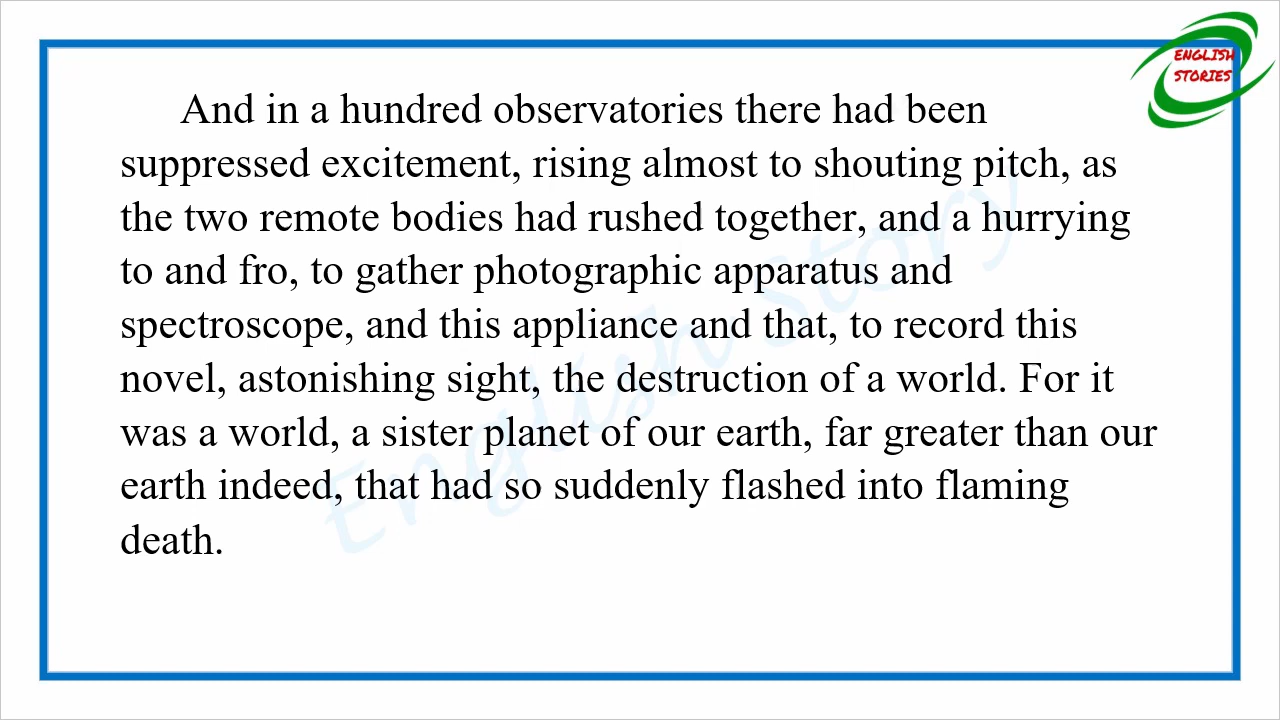 ENGLISH
STORIES
And in a hundred observatories there had been
suppressed excitement, rising almost to shouting pitch, as
the two remote bodies had rushed together, and a hurrying
to and fro, to gather photographic apparatus and
spectroscope, and this appliance and that, to record this
novel, astonishing sight, the destruction of a world. For it
was a world, a sister planet of our earth, far greater than our
earth indeed, that had so suddenly flashed into flaming
death.
English Story